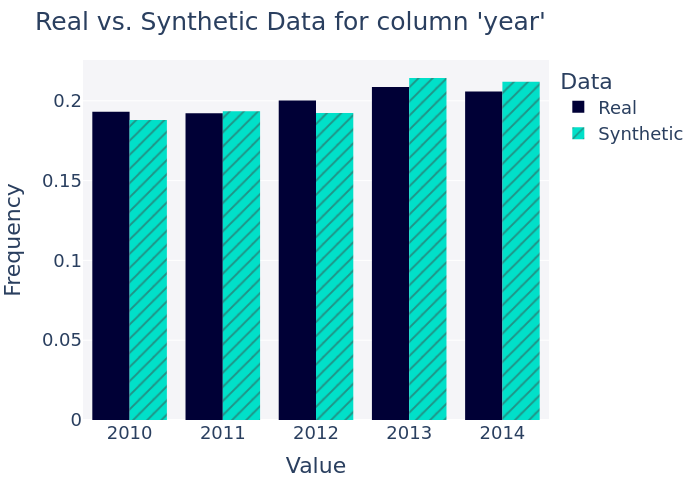 Real vs. Synthetic Data for column 'year'
Data
Real
Synthetic
Frequency
0.2
0.15
0.1
0.05
0
2010 2011 2012 2013 2014
Value